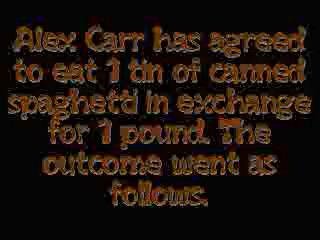 Alex Carr has agreed
to eat 1 tin of canned
spaghetti in exchange
for 1 pound. The
outcome went as
follows.